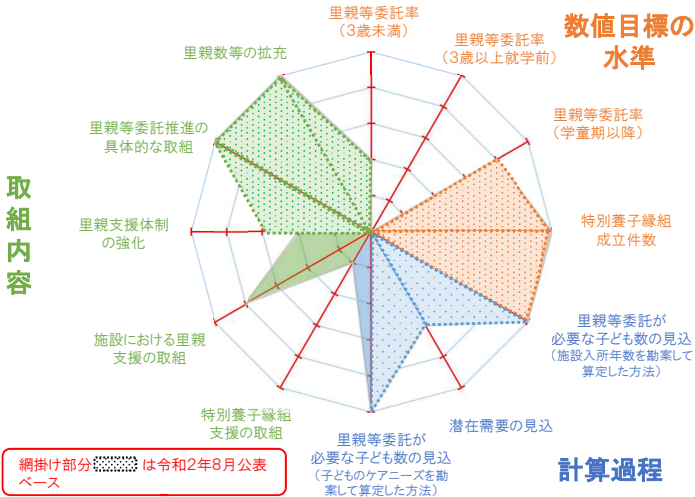 里親等委託率
（3歳未満）
里親等委託率
（3歳以上就学前）
数値目標の
水準
里親数等の拡充
里親等委託率
（学童期以降）
里親等委託推進の
具体的な取組
取
組
内
容
里親支援体制
の強化
特別養子縁組
成立件数
里親等委託が
必要な子ども数の見込
（施設入所年数を勘案して
算定した方法）
施設における里親
支援の取組
特別養子縁組
支援の取組
潜在需要の見込
里親等委託が
必要な子ども数の見込
（子どものケアニーズを勘
案して算定した方法）
計算過程
網掛け部分 は令和2年8月公表
ベース